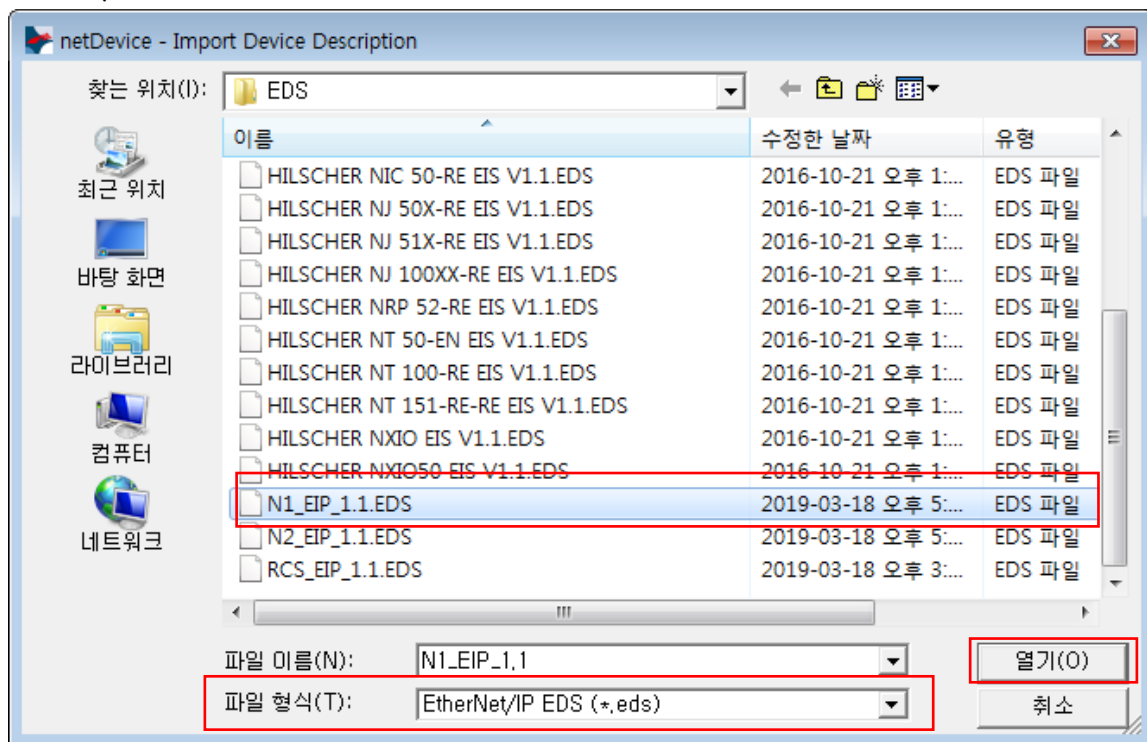 netDevice - Import Device Description
찾는 위치(I): EDS
이름 수정한 날짜 유형
HILSCHER NIC 50-RE EIS V1.1.EDS 2016-10-21 오후 1:... EDS 파일
HILSCHER NJ 50X-RE EIS V1.1.EDS 2016-10-21 오후 1:... EDS 파일
HILSCHER NJ 51X-RE EIS V1.1.EDS 2016-10-21 오후 1:... EDS 파일
HILSCHER NJ 100XX-RE EIS V1.1.EDS 2016-10-21 오후 1:... EDS 파일
HILSCHER NRP 52-RE EIS V1.1.EDS 2016-10-21 오후 1:... EDS 파일
HILSCHER NT 50-EN EIS V1.1.EDS 2016-10-21 오후 1:... EDS 파일
HILSCHER NT 100-RE EIS V1.1.EDS 2016-10-21 오후 1:... EDS 파일
HILSCHER NT 151-RE-RE EIS V1.1.EDS 2016-10-21 오후 1:... EDS 파일
HILSCHER NXIO EIS V1.1.EDS 2016-10-21 오후 1:... EDS 파일
HILSCHER NXIO50 EIS V1.1.EDS 2016-10-21 오후 1:... EDS 파일
N1_EIP_1.1.EDS 2019-03-18 오후 5:... EDS 파일
N2_EIP_1.1.EDS 2019-03-18 오후 5:... EDS 파일
RCS_EIP_1.1.EDS 2019-03-18 오후 3:... EDS 파일
최근 위치
바탕 화면
라이브러리
컴퓨터
네트워크
파일 이름(N): N1_EIP_1.1 열기(O)
파일 형식(T): EtherNet/IP EDS (*.eds) 취소